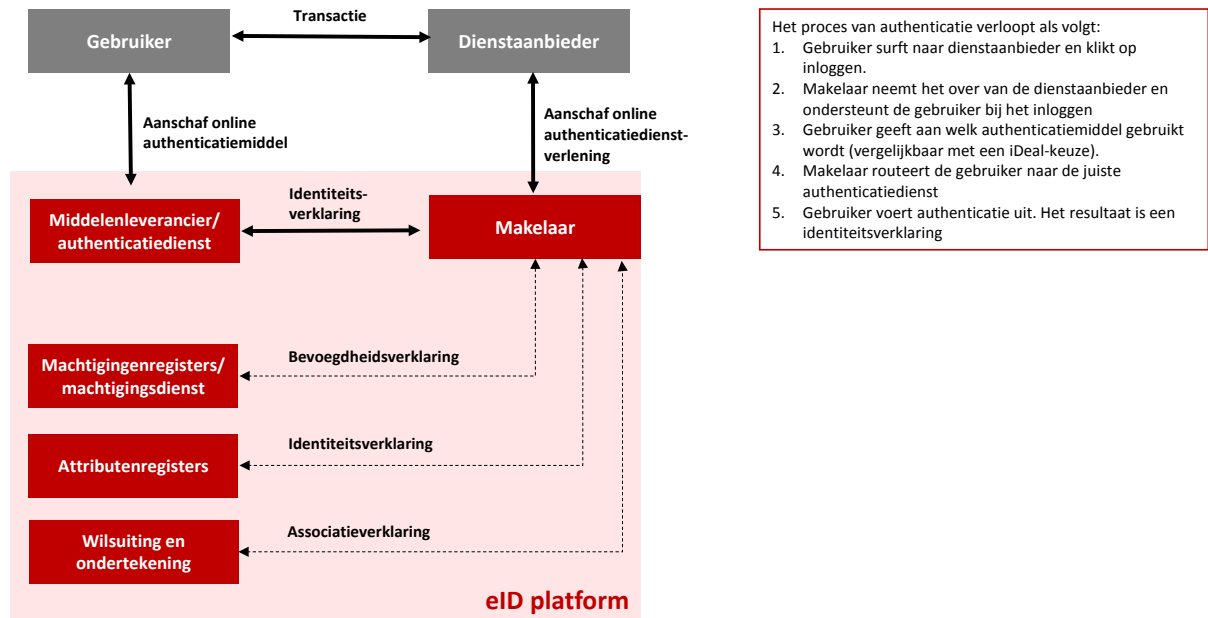 Transactie
Gebruiker
Dienstaanbieder
Aanschaf online
authenticatiemiddel
Aanschaf online
authenticatiedienst-
verlening
Identiteits-
verklaring
Middelenleverancier/
authenticatiedienst
Makelaar
Bevoegdheidsverklaring
Machtigingenregisters/
machtigingsdienst
Identiteitsverklaring
Attributenregisters
Associatieverklaring
Wilsuiting en
ondertekening
eID platform
Het proces van authenticatie verloopt als volgt:
1. Gebruiker surft naar dienstaanbieder en klikt op
inloggen.
2. Makelaar neemt het over van de dienstaanbieder en
ondersteunt de gebruiker bij het inloggen
3. Gebruiker geeft aan welk authenticatiemiddel gebruikt
wordt (vergelijkbaar met een iDeal-keuze).
4. Makelaar routeert de gebruiker naar de juiste
authenticatiedienst
5. Gebruiker voert authenticatie uit. Het resultaat is een
identiteitsverklaring